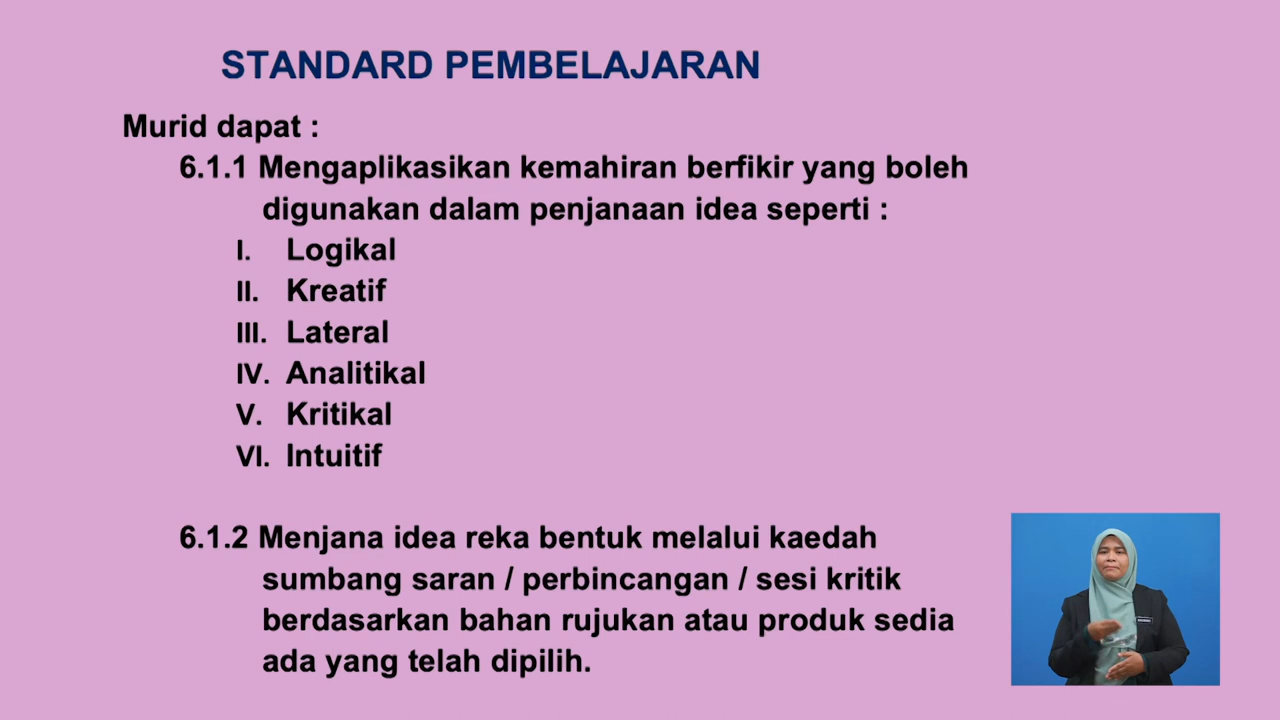 STANDARD PEMBELAJARAN
Murid dapat :
6.1.1 Mengaplikasikan kemahiran berfikir yang boleh
digunakan dalam penjanaan idea seperti :
I. Logikal
II. Kreatif
III. Lateral
IV. Analitikal
V. Kritikal
VI. Intuitif
6.1.2 Menjana idea reka bentuk melalui kaedah
sumbang saran / perbincangan / sesi kritik
berdasarkan bahan rujukan atau produk sedia
ada yang telah dipilih.